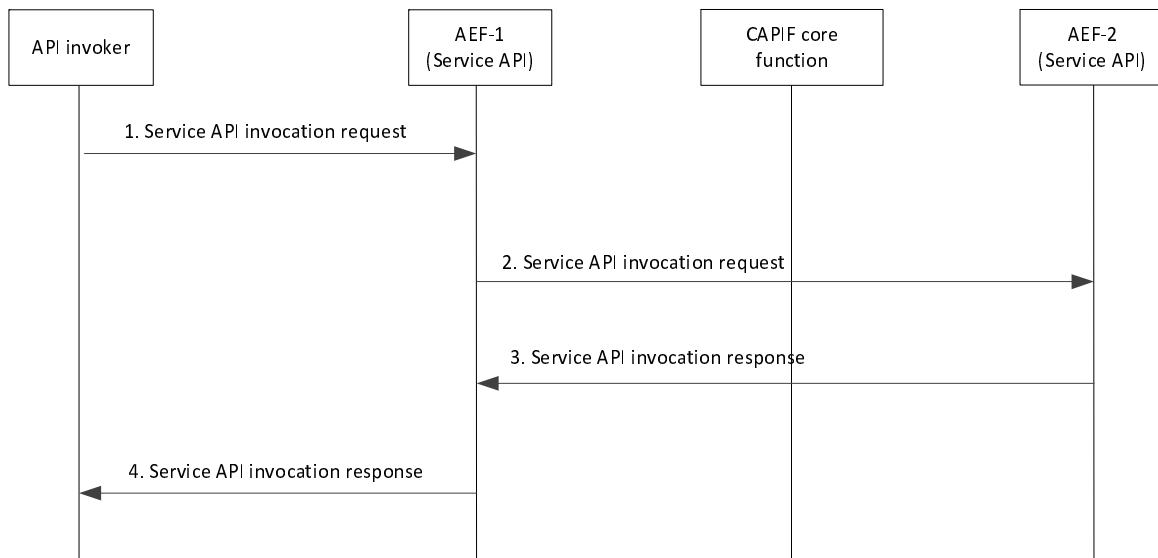 API invoker
AEF-1
(Service API)
CAPIF core
function
AEF-2
(Service API)
1. Service API invocation request
2. Service API invocation request
3. Service API invocation response
4. Service API invocation response